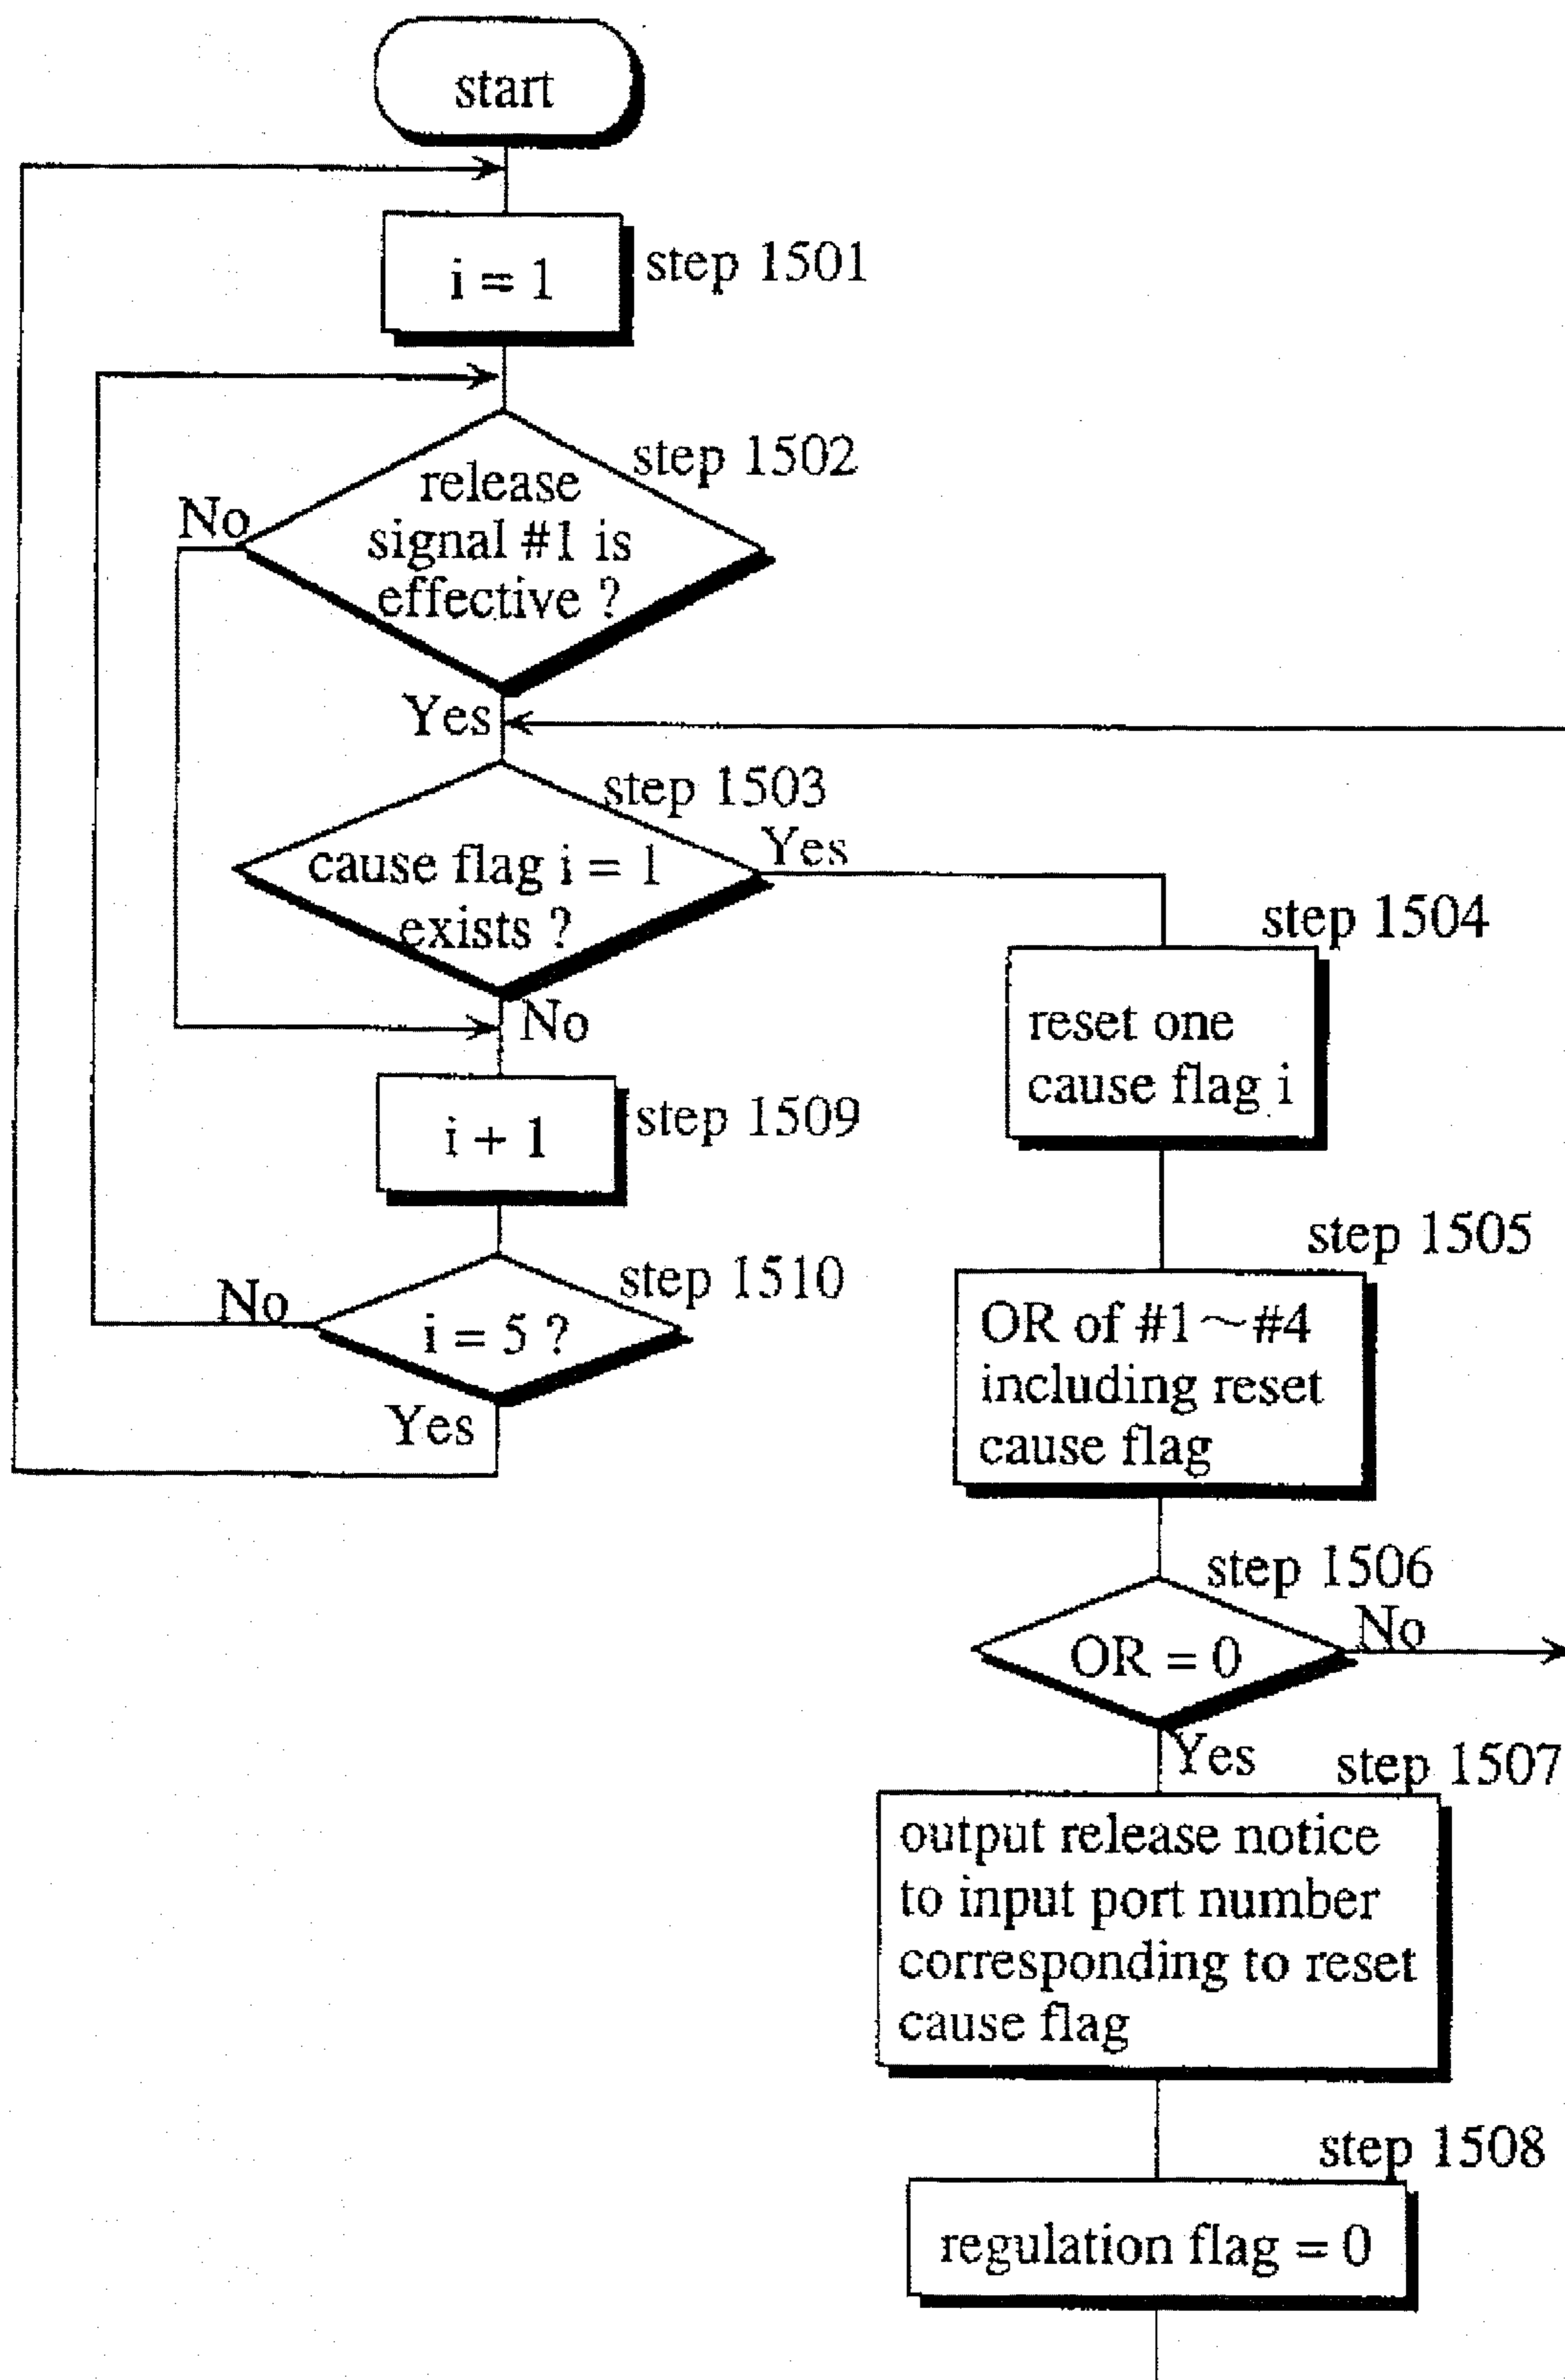 start
i = 1
step 1501
step 1502
No
release
signal #1 is
effective ?
Yes
step 1503
cause flag i = 1
exists ?
Yes
No
step 1504
reset one
cause flag i
i + 1
step 1509
step 1505
OR of #1~#4
including reset
cause flag
step 1510
No
i = 5 ?
Yes
step 1506
OR = 0
No
Yes
step 1507
output release notice
to input port number
corresponding to reset
cause flag
step 1508
regulation flag = 0